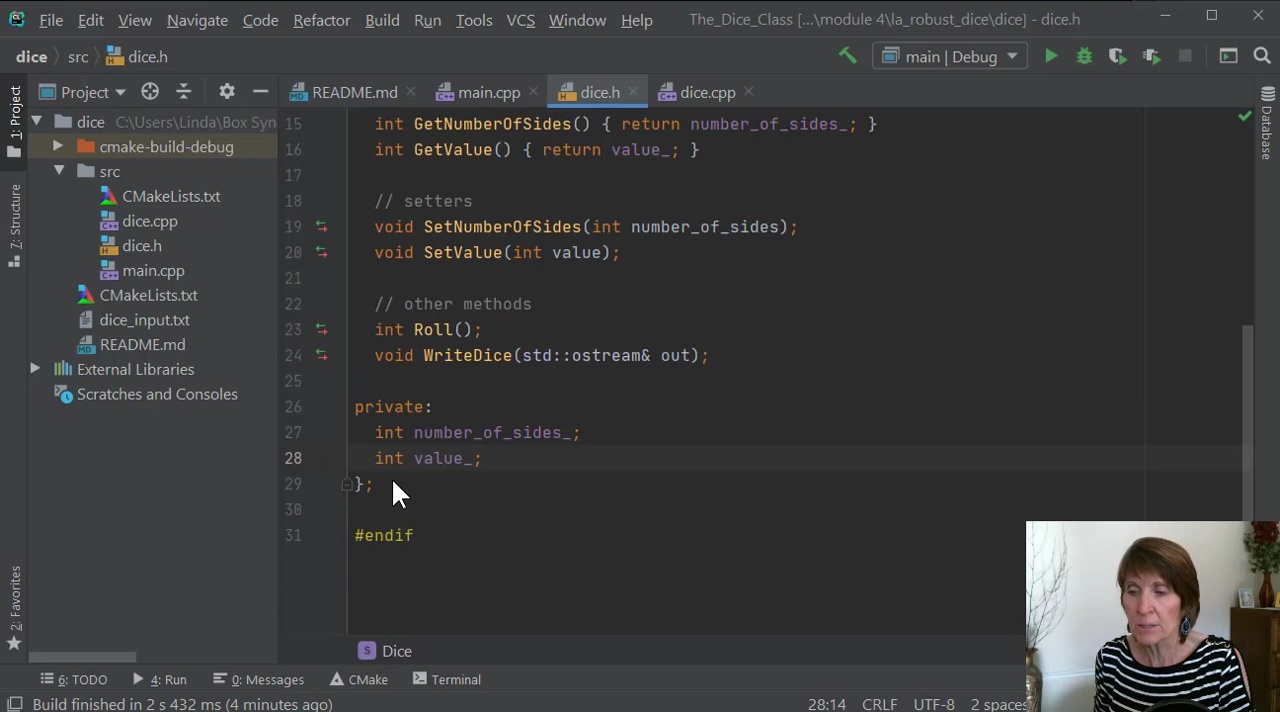 File Edit View Navigate Code Refactor Build Run Tools VCS Window Help The_Dice_Class [...\module 4\la_robust_dice\dice] - dice.h
dice src dice.h main | Debug
1: Project
7: Structure
2: Favorites
Project
dice C:\Users\Linda\Box Syn
cmake-build-debug
src
CMakeLists.txt
dice.cpp
dice.h
main.cpp
CMakeLists.txt
dice_input.txt
README.md
External Libraries
Scratches and Consoles
README.md main.cpp dice.h dice.cpp
15 int GetNumberOfSides() { return number_of_sides_; }
16 int GetValue() { return value_; }
17
18 // setters
19 void SetNumberOfSides(int number_of_sides);
20 void SetValue(int value);
21
22 // other methods
23 int Roll();
24 void WriteDice(std::ostream& out);
25
26 private:
27 int number_of_sides_;
28 int value_;
29 };
30
31 #endif
Database
S Dice
6: TODO 4: Run 0: Messages CMake Terminal
Build finished in 2 s 432 ms (4 minutes ago) 28:14 CRLF UTF-8 2 spaces